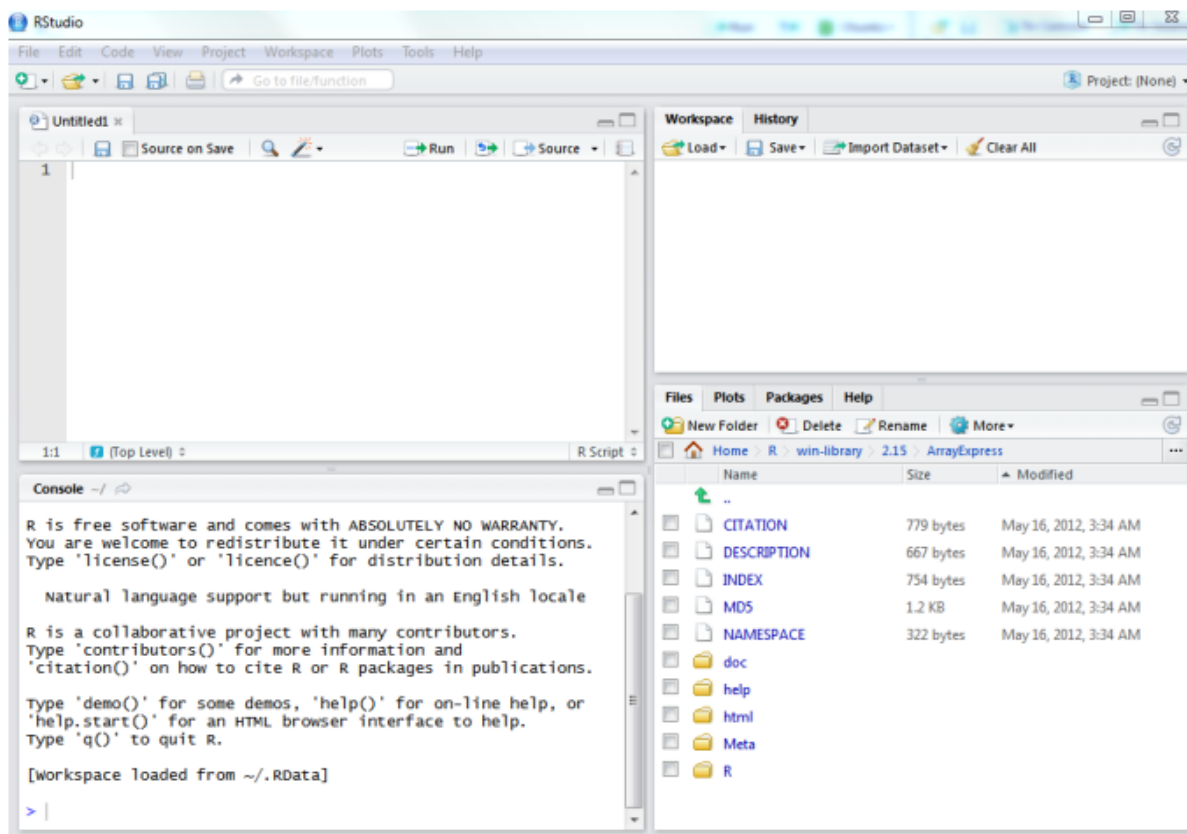 RStudio
File Edit Code View Project Workspace Plots Tools Help
Go to file/function
Project: (None)
Untitled1
Source on Save Run Source
1
1:1 (Top Level) R Script
Console ~/
R is free software and comes with ABSOLUTELY NO WARRANTY.
You are welcome to redistribute it under certain conditions.
Type 'license()' or 'licence()' for distribution details.
Natural language support but running in an English locale
R is a collaborative project with many contributors.
Type 'contributors()' for more information and
'citation()' on how to cite R or R packages in publications.
Type 'demo()' for some demos, 'help()' for on-line help, or
'help.start()' for an HTML browser interface to help.
Type 'q()' to quit R.
[Workspace loaded from ~/.RData]
>
Workspace History
Load Save Import Dataset Clear All
Files Plots Packages Help
New Folder Delete Rename More
Home R win-library 2.15 ArrayExpress ...
Name Size Modified
..
CITATION 779 bytes May 16, 2012, 3:34 AM
DESCRIPTION 667 bytes May 16, 2012, 3:34 AM
INDEX 754 bytes May 16, 2012, 3:34 AM
MD5 1.2 KB May 16, 2012, 3:34 AM
NAMESPACE 322 bytes May 16, 2012, 3:34 AM
doc
help
html
Meta
R